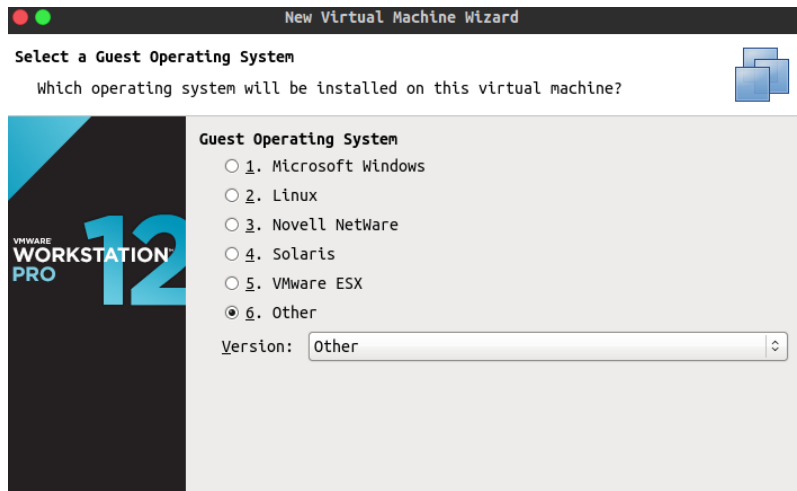 New Virtual Machine Wizard
Select a Guest Operating System
Which operating system will be installed on this virtual machine?
Guest Operating System
1. Microsoft Windows
2. Linux
3. Novell NetWare
4. Solaris
5. VMware ESX
6. Other
Version: Other
VMWARE
WORKSTATION™
PRO
12